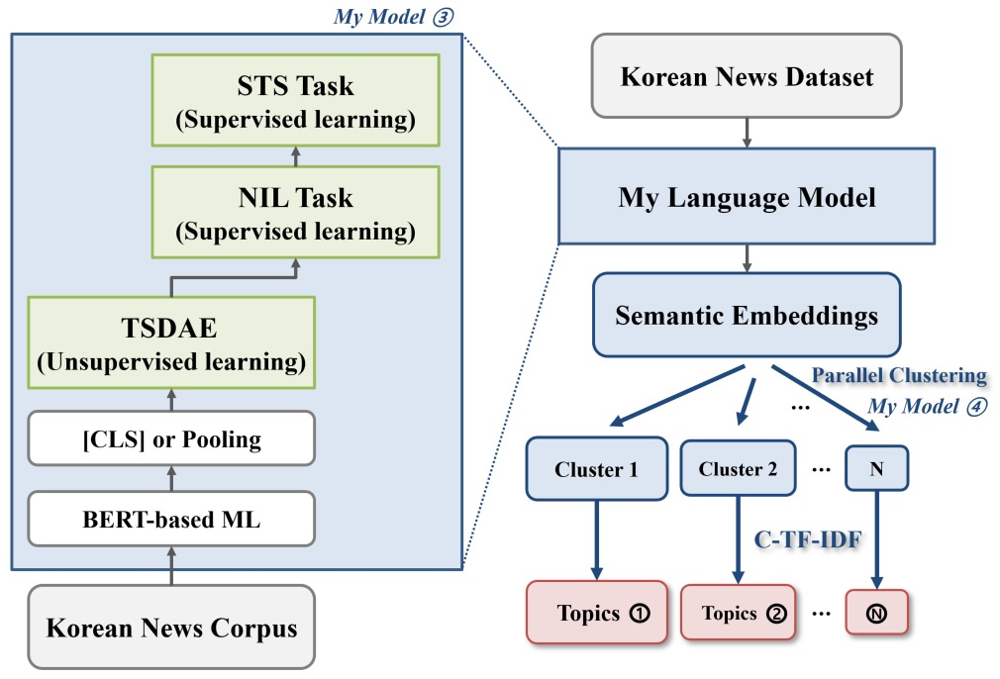 My Model ③
STS Task
(Supervised learning)
NIL Task
(Supervised learning)
TSDAE
(Unsupervised learning)
[CLS] or Pooling
BERT-based ML
Korean News Corpus
Korean News Dataset
My Language Model
Semantic Embeddings
Parallel Clustering
... My Model ④
Cluster 1 Cluster 2 ... N
C-TF-IDF
Topics ① Topics ② ... Ⓝ